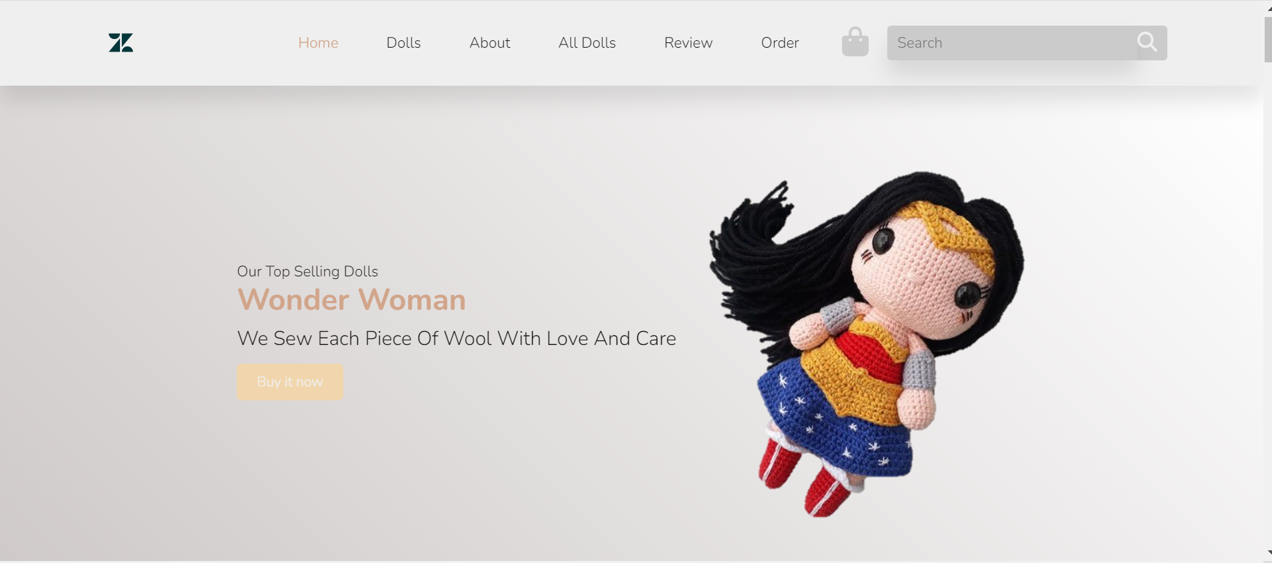 Home
Dolls
About
All Dolls
Review
Order
Search
Our Top Selling Dolls
Wonder Woman
We Sew Each Piece Of Wool With Love And Care
Buy it now